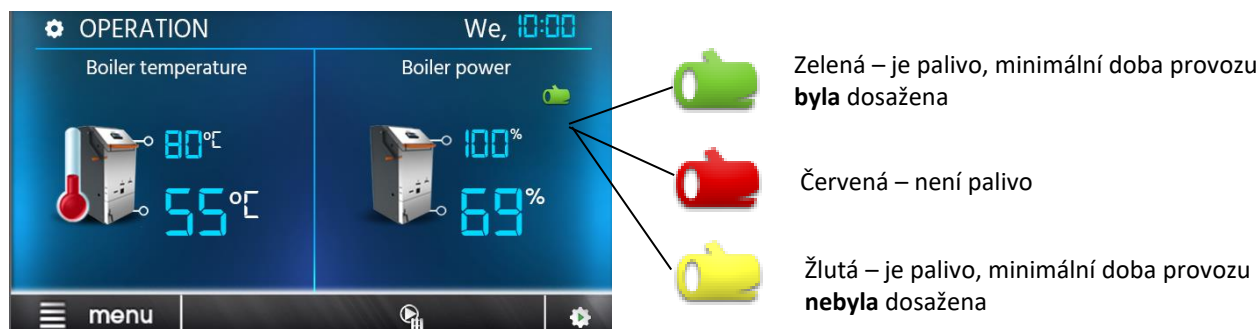 OPERATION We, 10:00
Boiler temperature Boiler power
80°C 100%
55°C 69%
menu
Zelená – je palivo, minimální doba provozu
byla dosažena
Červená – není palivo
Žlutá – je palivo, minimální doba provozu
nebyla dosažena